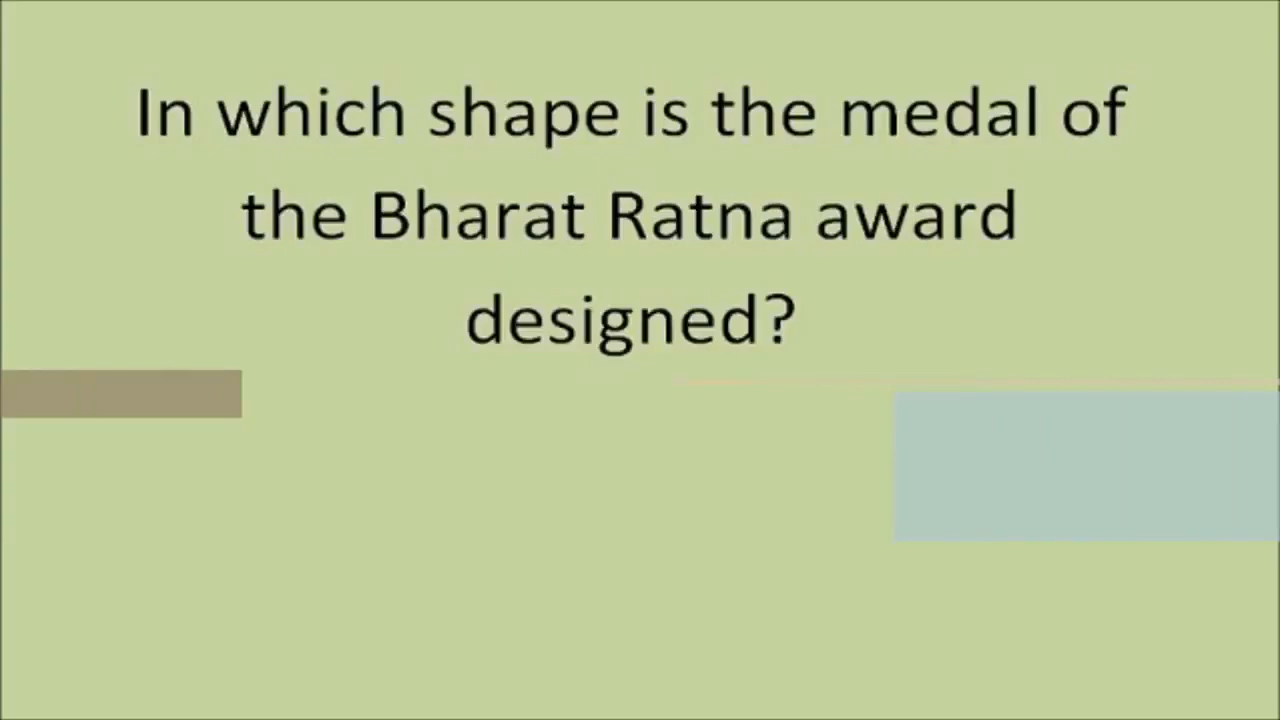 In which shape is the medal of
the Bharat Ratna award
designed?